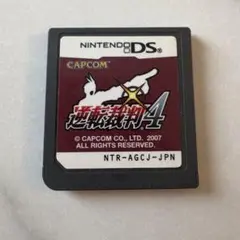 NINTENDO DS
CAPCOM
逆転裁判4
© CAPCOM CO., LTD. 2007
ALL RIGHTS RESERVED.
NTR-AGCJ-JPN